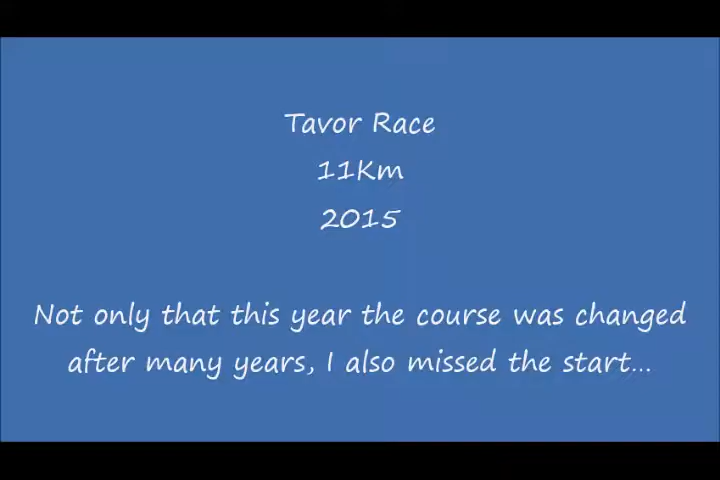 Tavor Race
11Km
2015
Not only that this year the course was changed
after many years, I also missed the start...